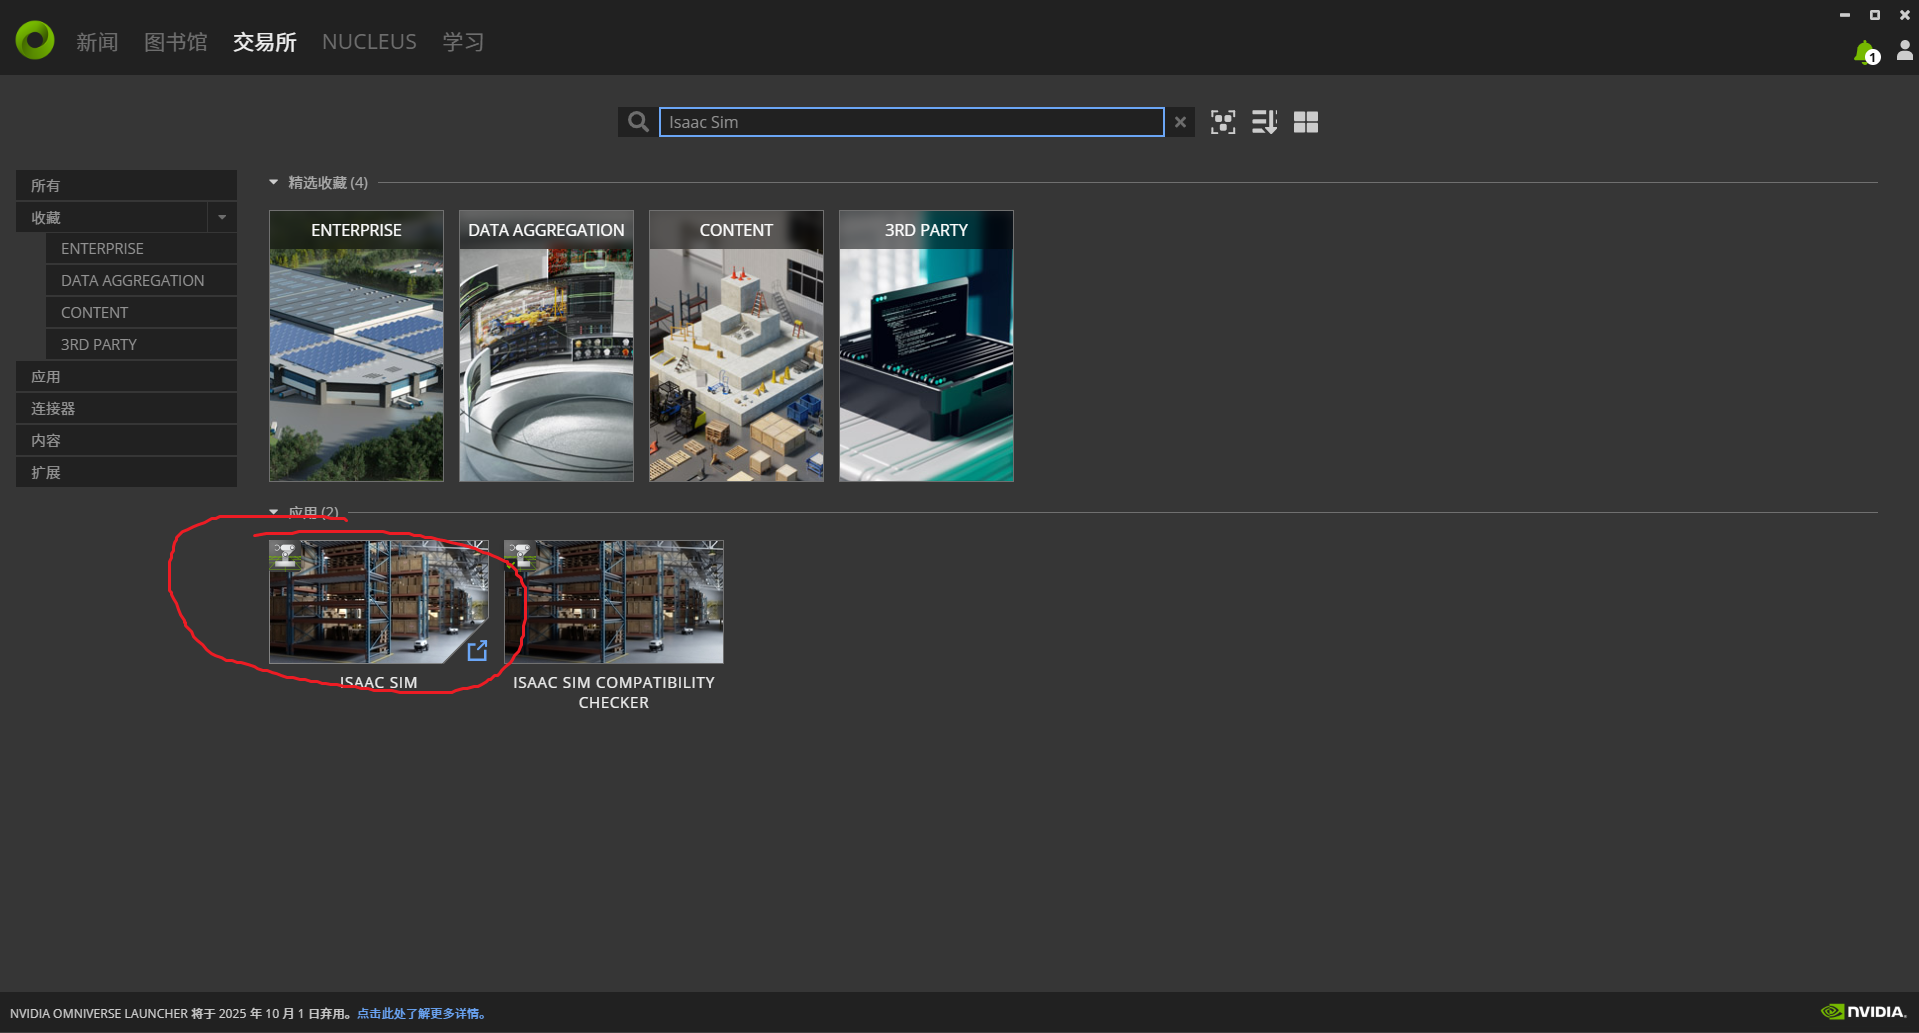 新闻 图书馆 交易所 NUCLEUS 学习
1
Isaac Sim
所有
收藏
ENTERPRISE
DATA AGGREGATION
CONTENT
3RD PARTY
应用
连接器
内容
扩展
精选收藏 (4)
ENTERPRISE
DATA AGGREGATION
CONTENT
3RD PARTY
应用 (2)
ISAAC SIM
ISAAC SIM COMPATIBILITY
CHECKER
NVIDIA OMNIVERSE LAUNCHER 将于 2025 年 10 月 1 日弃用。点击此处了解更多详情。
NVIDIA.